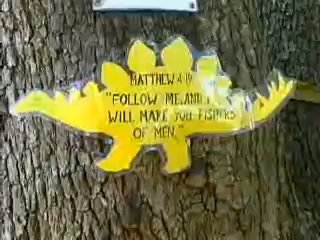 MATTHEW 4:19
"FOLLOW ME, AND I
WILL MAKE YOU FISHERS
OF MEN."